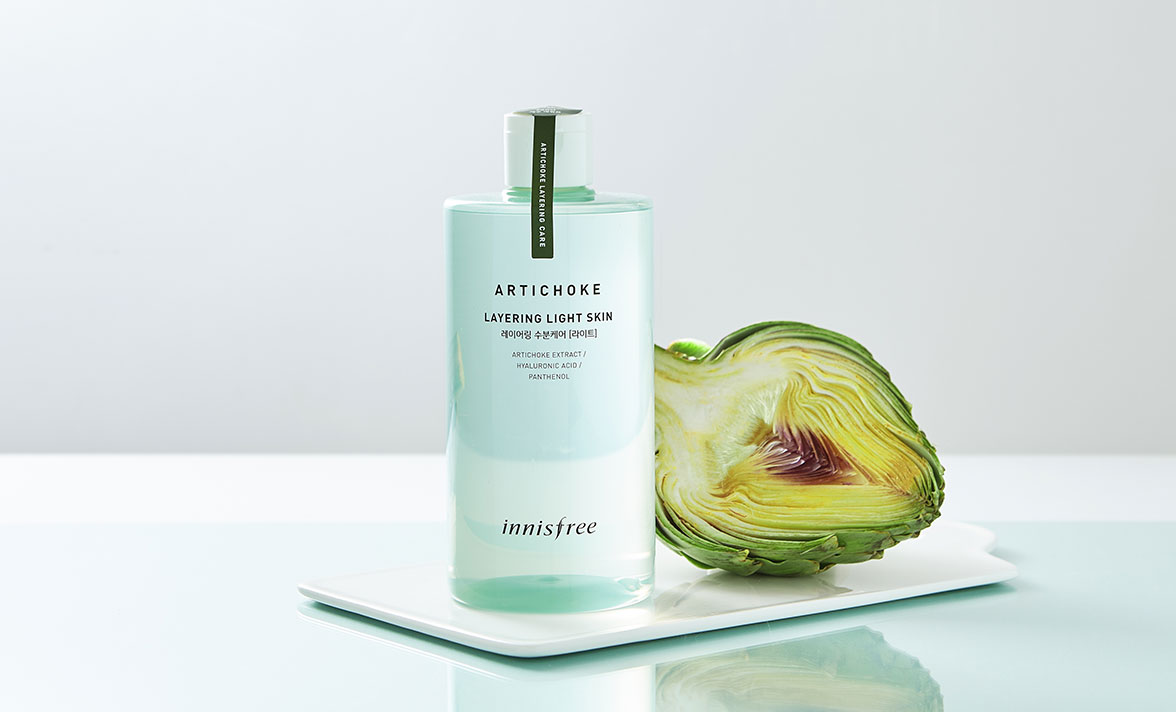 ARTICHOKE LAYERING CARE
ARTICHOKE
LAYERING LIGHT SKIN
레이어링 수분케어 [라이트]
ARTICHOKE EXTRACT /
HYALURONIC ACID /
PANTHENOL
innisfree